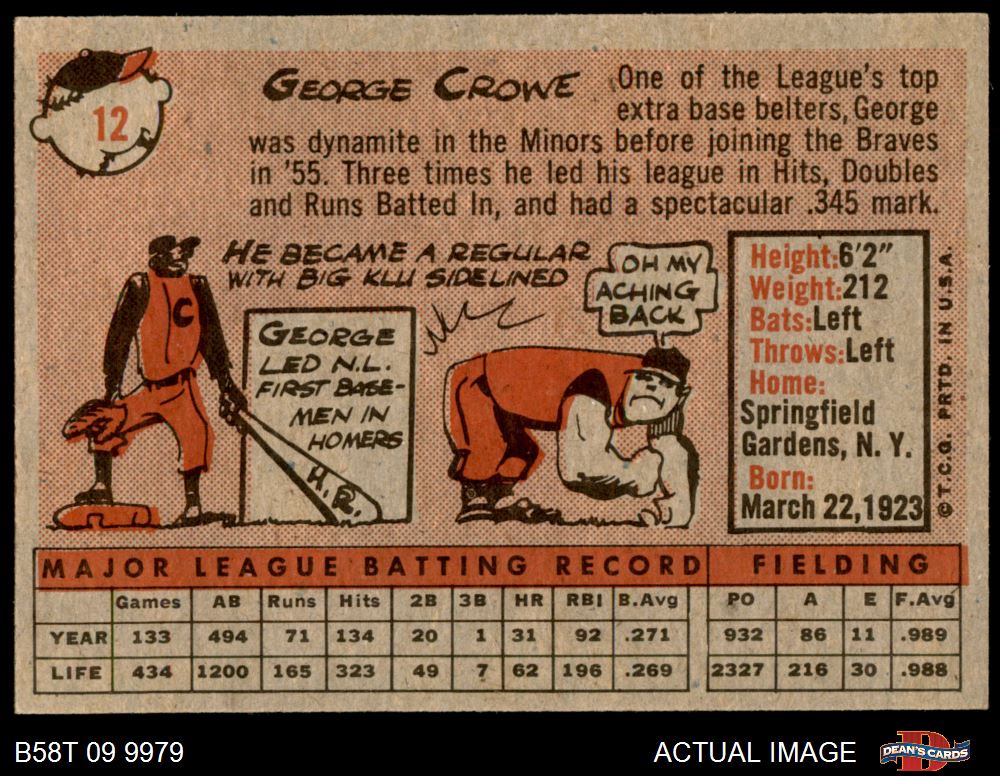 12
GEORGE CROWE
One of the League's top
extra base belters, George
was dynamite in the Minors before joining the Braves
in '55. Three times he led his league in Hits, Doubles
and Runs Batted In, and had a spectacular .345 mark.
HE BECAME A REGULAR
WITH BIG KLU SIDELINED
C
GEORGE
LED N.L.
FIRST BASE-
MEN IN
HOMERS
H.R.
OH MY
ACHING
BACK
Height:6'2"
Weight:212
Bats:Left
Throws:Left
Home:
Springfield
Gardens, N. Y.
Born:
March 22,1923
© T.C.G. PRTD. IN U.S.A.
MAJOR LEAGUE BATTING RECORD FIELDING
Games AB Runs Hits 2B 3B HR RBI B.Avg PO A E F.Avg
YEAR 133 494 71 134 20 1 31 92 .271 932 86 11 .989
LIFE 434 1200 165 323 49 7 62 196 .269 2327 216 30 .988
B58T 09 9979 ACTUAL IMAGE DEAN'S CARDS